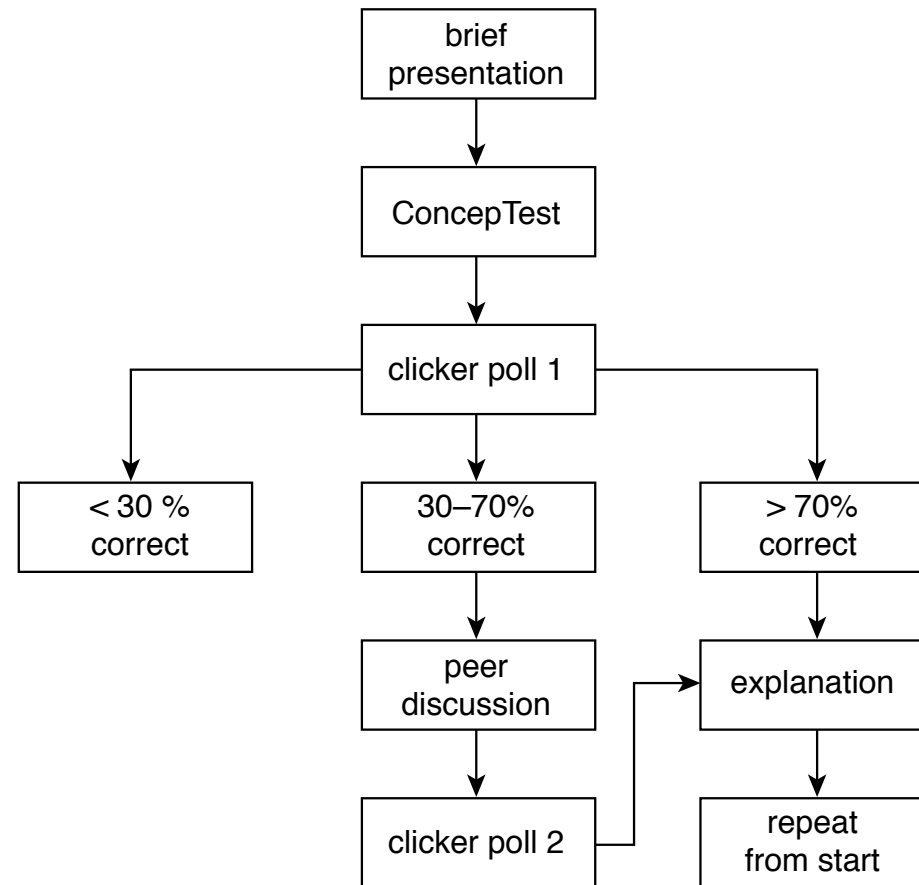 brief
presentation
ConcepTest
clicker poll 1
< 30 %
correct
30–70%
correct
> 70%
correct
peer
discussion
explanation
clicker poll 2
repeat
from start